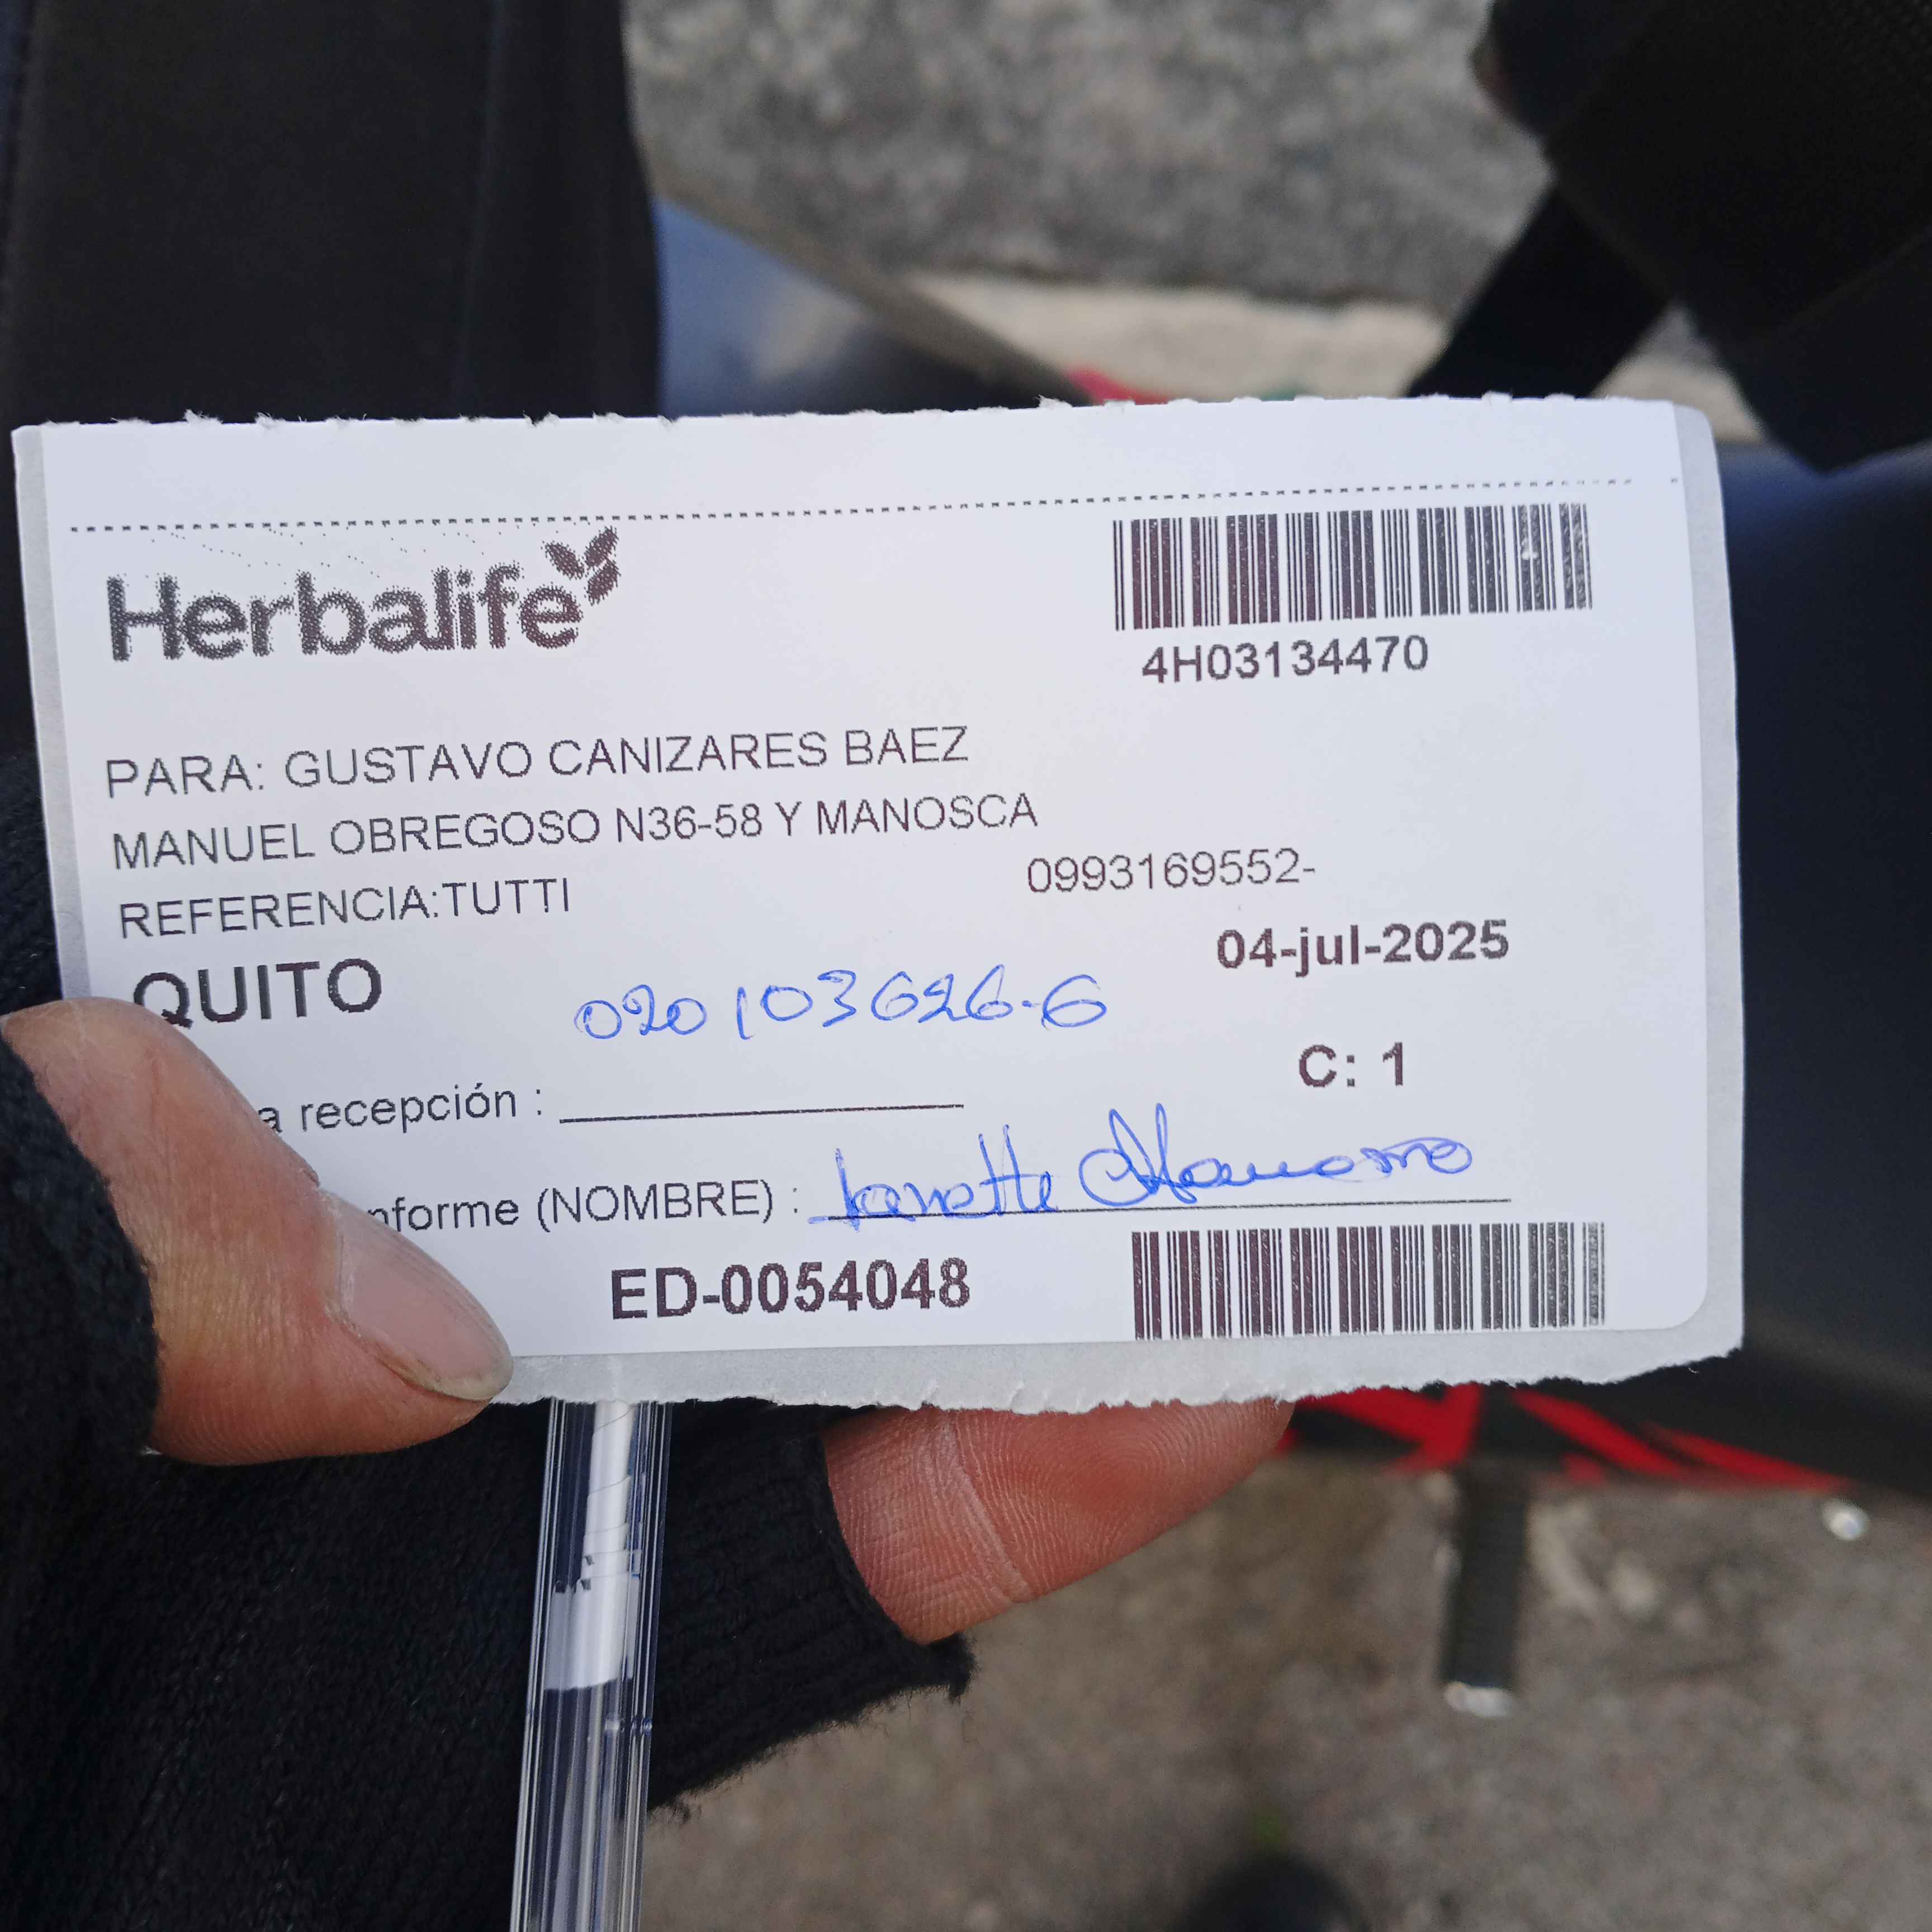 Herbalife
4H03134470
PARA: GUSTAVO CANIZARES BAEZ
MANUEL OBREGOSO N36-58 Y MANOSCA
REFERENCIA:TUTTI
0993169552-
QUITO
04-jul-2025
020103626-6
C: 1
a recepción :
nforme (NOMBRE) :
ED-0054048